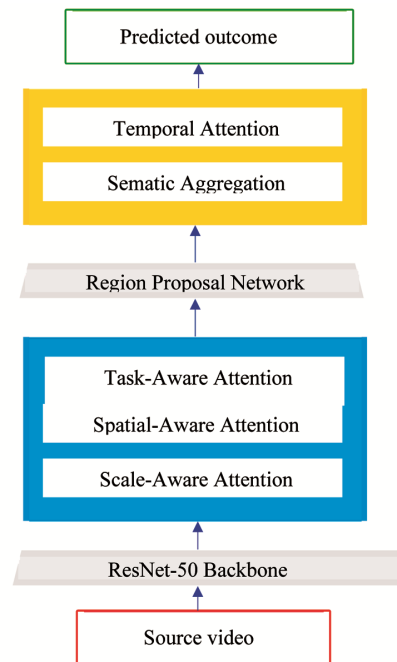 Predicted outcome
Temporal Attention
Sematic Aggregation
Region Proposal Network
Task-Aware Attention
Spatial-Aware Attention
Scale-Aware Attention
ResNet-50 Backbone
Source video